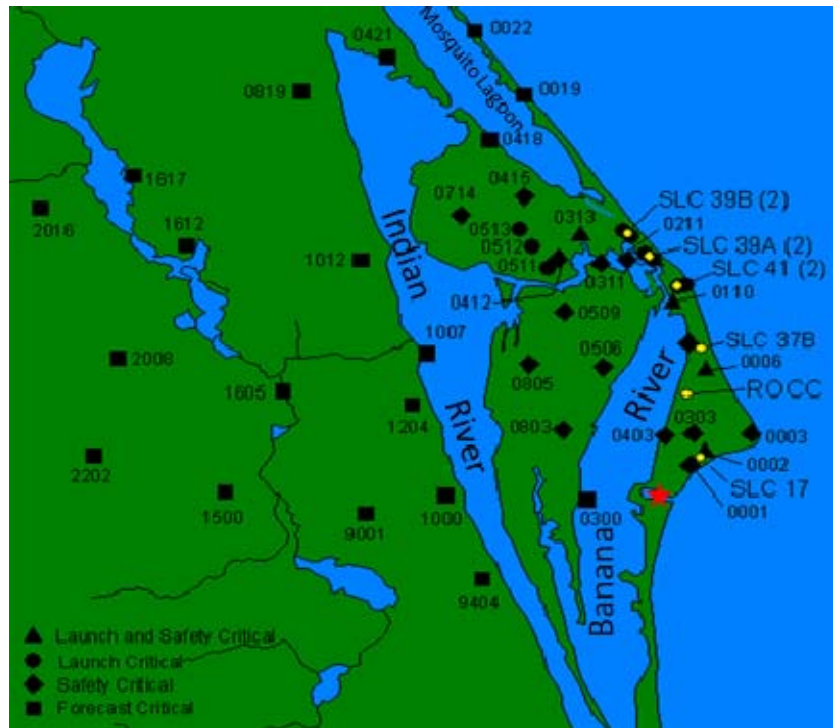 0022
0421
Mosquito Lagoon
0819
0019
0418
1617
0415
SLC 39B (2)
2016
0714
0313
0211
1612
0513
SLC 39A (2)
Indian
0512
1012
0511
0311
SLC 41 (2)
0412
0110
0509
1007
SLC 37B
2008
0506
0006
0805
River
1605
ROCC
1204
0303
0803
0403
0003
River
0002
2202
SLC 17
1500
1000
0300
0001
9001
Banana
9404
Launch and Safety Critical
Launch Critical
Safety Critical
Forecast Critical